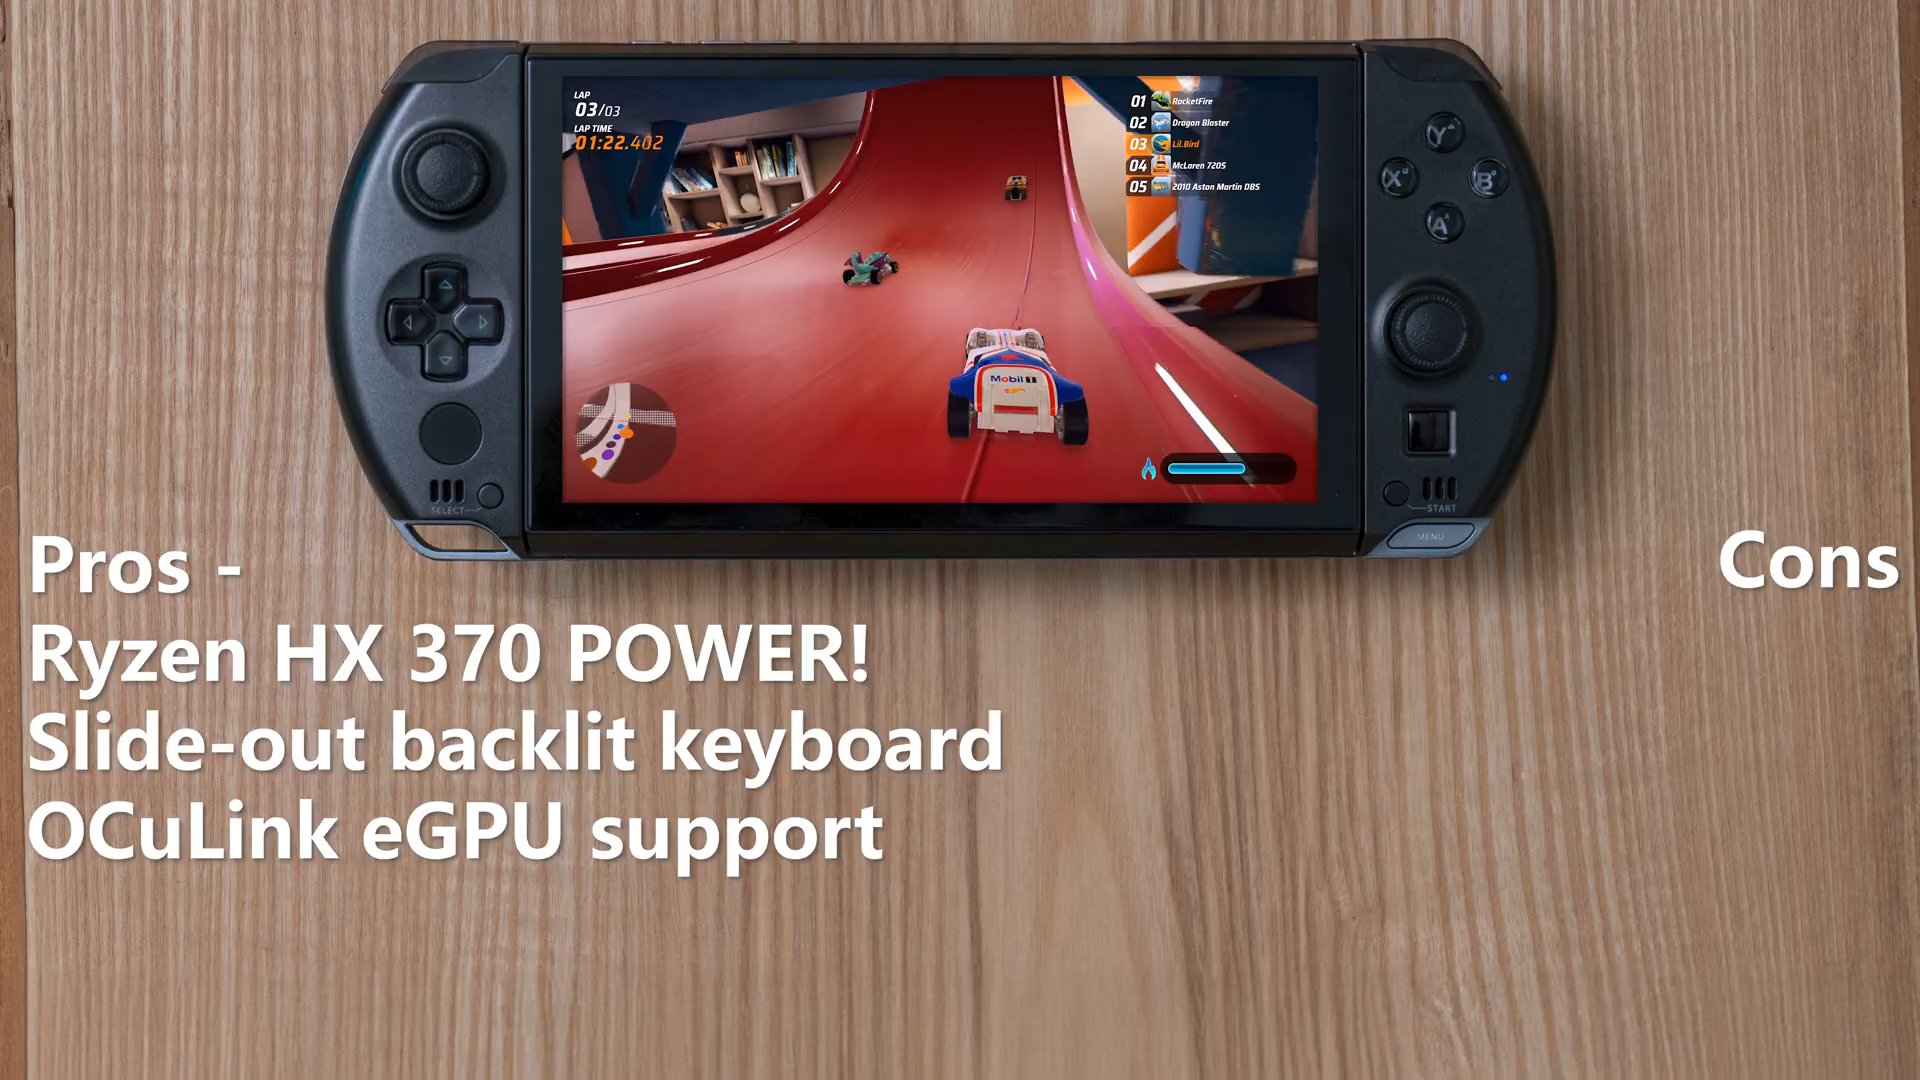 LAP
03/03
LAP TIME
01:22.402
01 RocketFire
02 Dragon Blaster
03 Lil.Bird
04 McLaren 720S
05 2010 Aston Martin DBS
Mobil 1
Y
X
B
A
SELECT
START
MENU
Pros -
Ryzen HX 370 POWER!
Slide-out backlit keyboard
OCuLink eGPU support
Cons